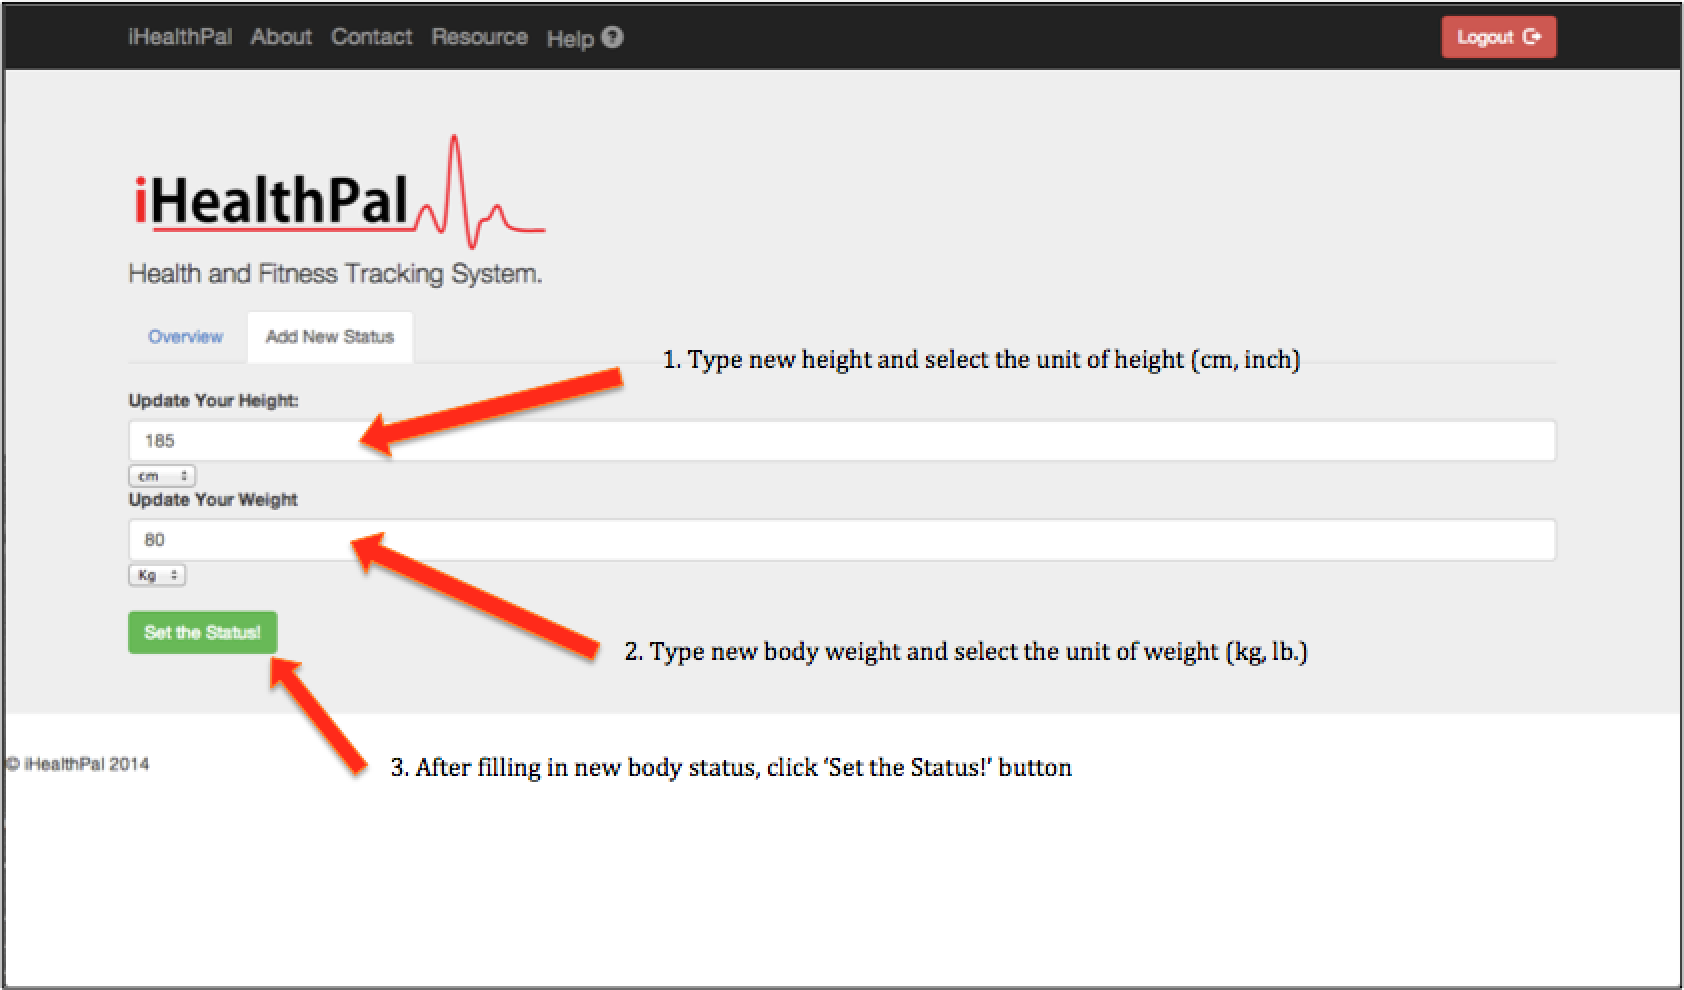 iHealthPal About Contact Resource Help ?
Logout
iHealthPal
Health and Fitness Tracking System.
Overview Add New Status
1. Type new height and select the unit of height (cm, inch)
Update Your Height:
185
cm
Update Your Weight
80
Kg
Set the Status!
2. Type new body weight and select the unit of weight (kg, lb.)
© iHealthPal 2014
3. After filling in new body status, click ‘Set the Status!’ button